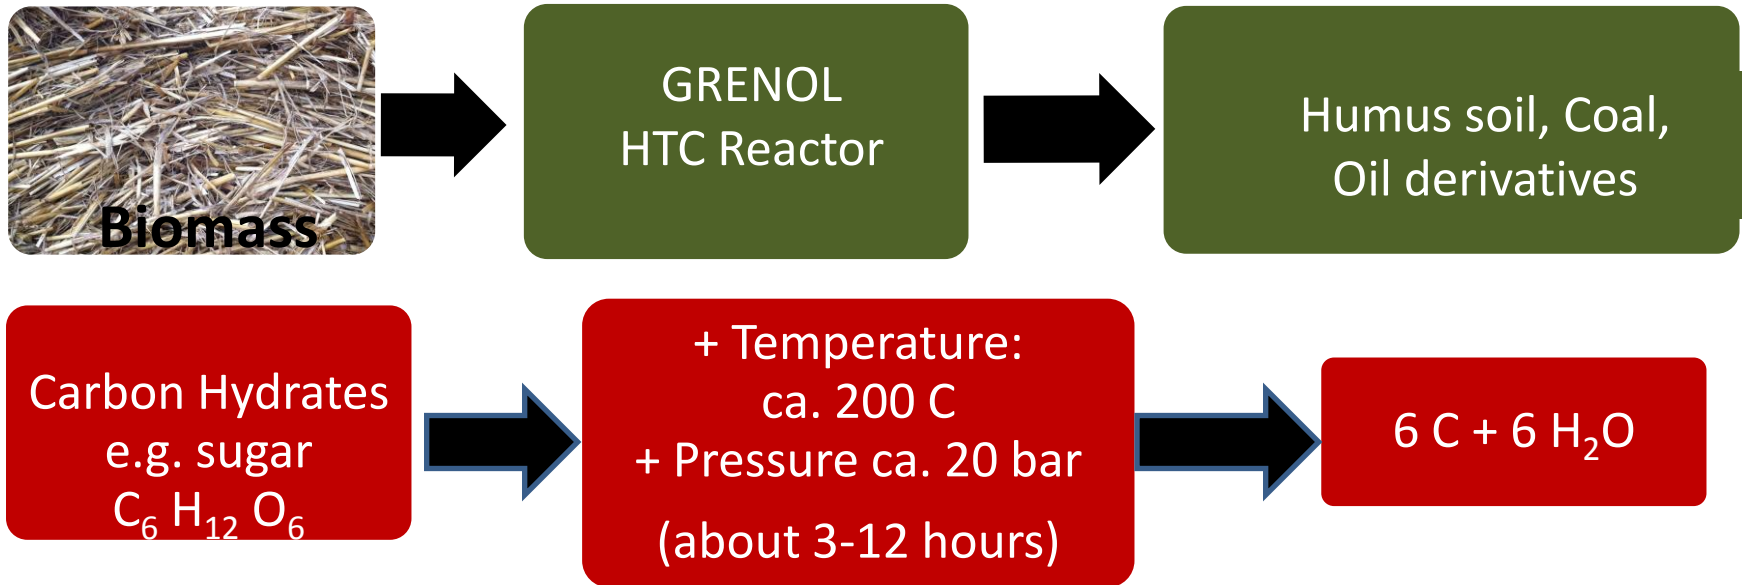 Biomass
GRENOL
HTC Reactor
Humus soil, Coal,
Oil derivatives
Carbon Hydrates
e.g. sugar
C₆ H₁₂ O₆
+ Temperature:
ca. 200 C
+ Pressure ca. 20 bar
(about 3-12 hours)
6 C + 6 H₂O